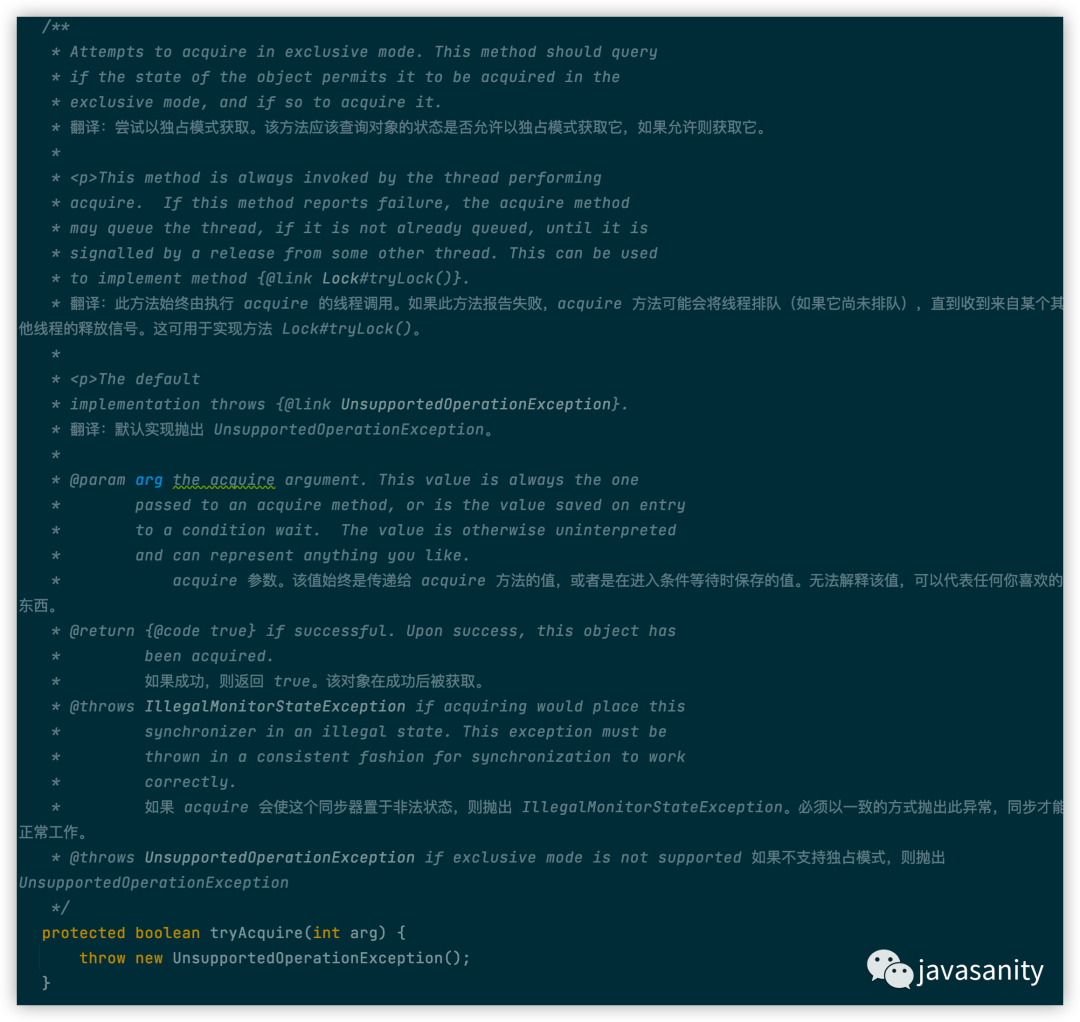 /**
* Attempts to acquire in exclusive mode. This method should query
* if the state of the object permits it to be acquired in the
* exclusive mode, and if so to acquire it.
* 翻译：尝试以独占模式获取。该方法应该查询对象的状态是否允许以独占模式获取它，如果允许则获取它。
*
* <p>This method is always invoked by the thread performing
* acquire.  If this method reports failure, the acquire method
* may queue the thread, if it is not already queued, until it is
* signalled by a release from some other thread. This can be used
* to implement method {@link Lock#tryLock()}.
* 翻译：此方法始终由执行 acquire 的线程调用。如果此方法报告失败，acquire 方法可能会将线程排队（如果它尚未排队），直到收到来自某个其
他线程的释放信号。这可用于实现方法 Lock#tryLock()。
*
* <p>The default
* implementation throws {@link UnsupportedOperationException}.
* 翻译：默认实现抛出 UnsupportedOperationException。
*
* @param arg the acquire argument. This value is always the one
*        passed to an acquire method, or is the value saved on entry
*        to a condition wait.  The value is otherwise uninterpreted
*        and can represent anything you like.
*            acquire 参数。该值始终是传递给 acquire 方法的值，或者是在进入条件等待时保存的值。无法解释该值，可以代表任何你喜欢的
东西。
* @return {@code true} if successful. Upon success, this object has
*         been acquired.
*         如果成功，则返回 true。该对象在成功后被获取。
* @throws IllegalMonitorStateException if acquiring would place this
*         synchronizer in an illegal state. This exception must be
*         thrown in a consistent fashion for synchronization to work
*         correctly.
*         如果 acquire 会使这个同步器置于非法状态，则抛出 IllegalMonitorStateException。必须以一致的方式抛出此异常，同步才能
正常工作。
* @throws UnsupportedOperationException if exclusive mode is not supported 如果不支持独占模式，则抛出
UnsupportedOperationException
*/
protected boolean tryAcquire(int arg) {
throw new UnsupportedOperationException();
}
javasanity